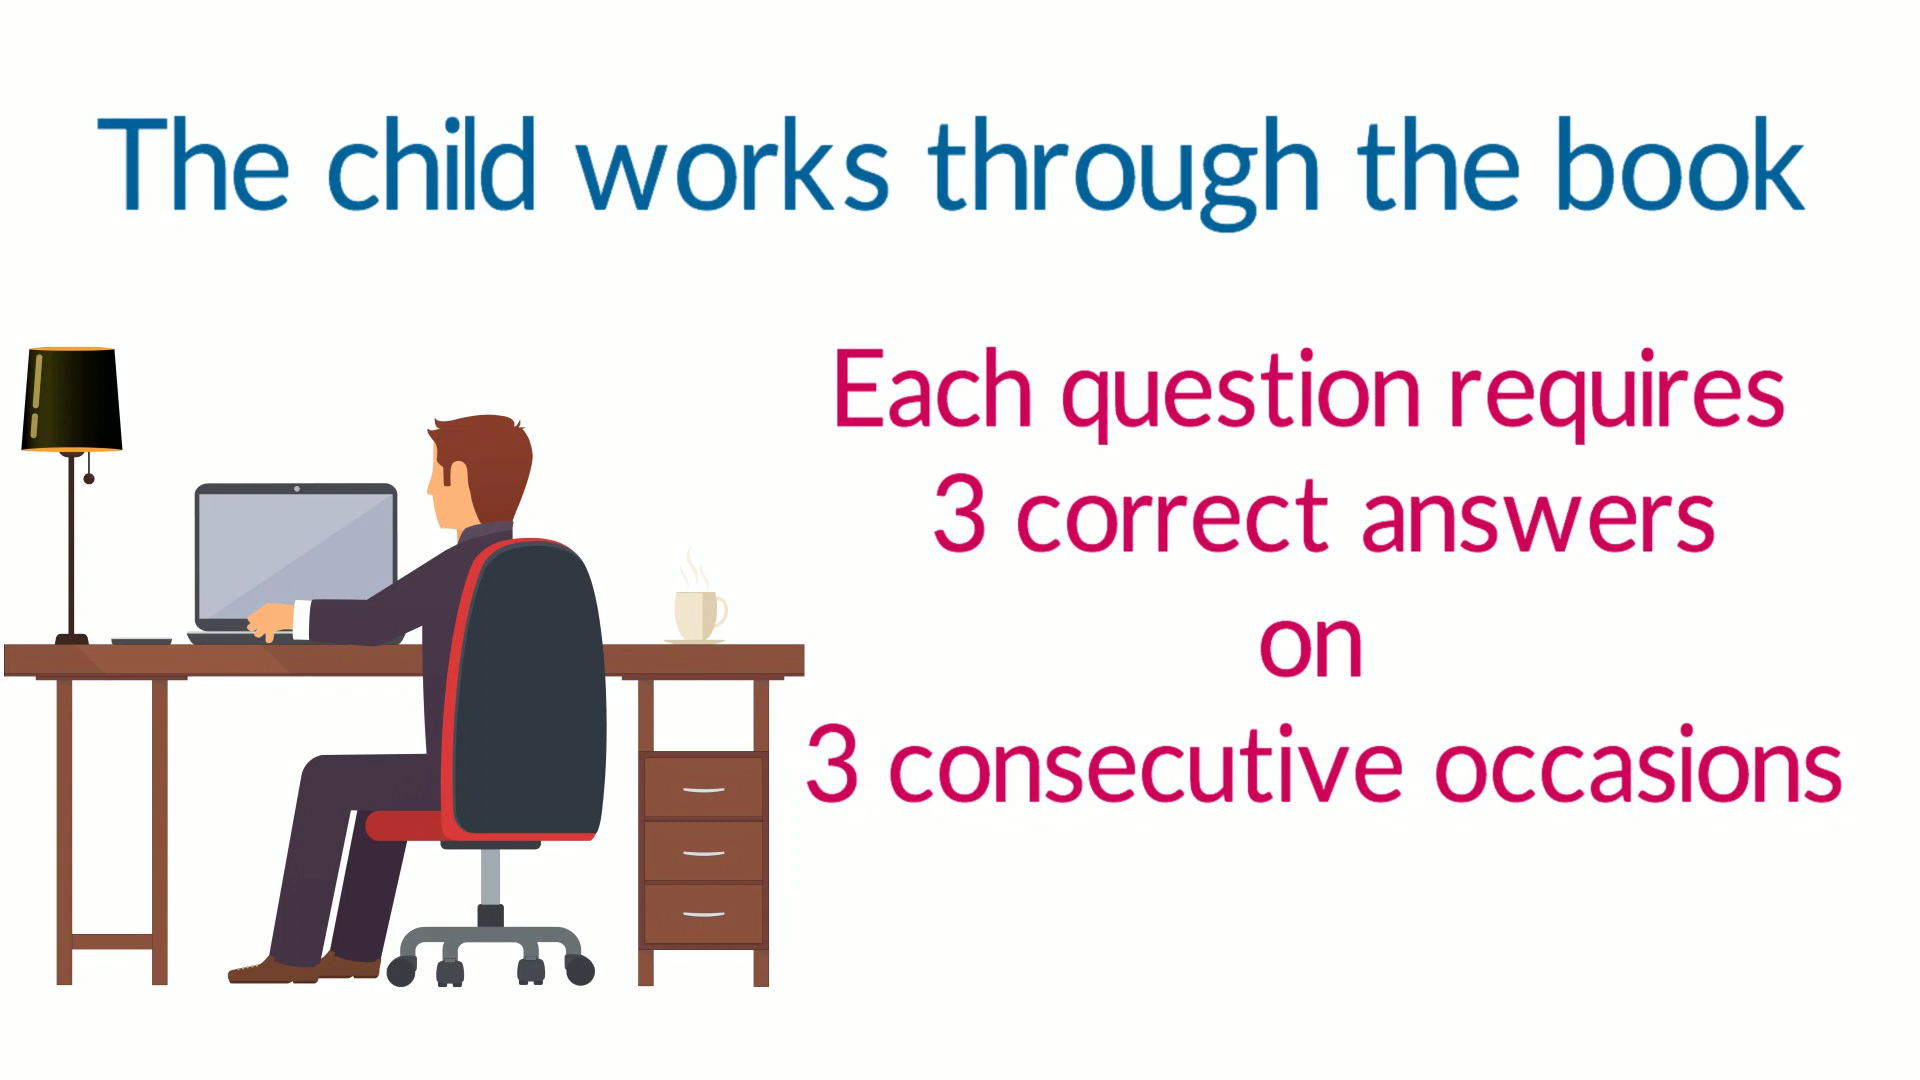 The child works through the book
Each question requires
3 correct answers
on
3 consecutive occasions